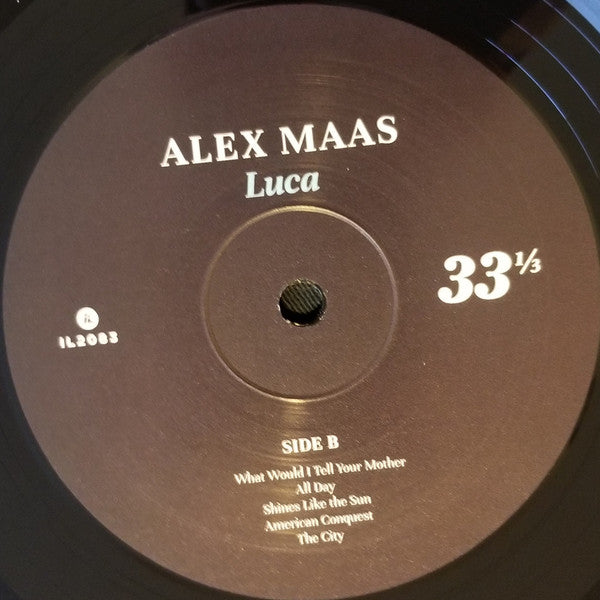 ALEX MAAS
Luca
33⅓
IL2083
SIDE B
What Would I Tell Your Mother
All Day
Shines Like the Sun
American Conquest
The City